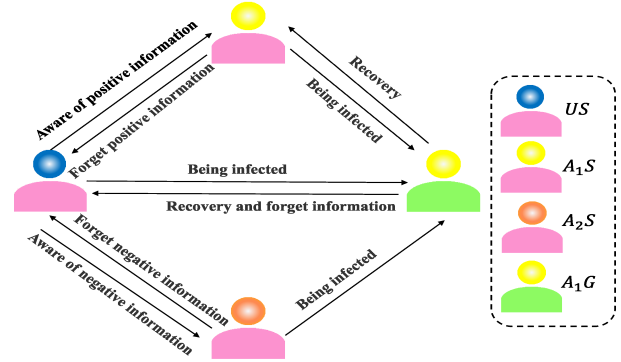 Aware of positive information
Forget positive information
Recovery
Being infected
Being infected
Recovery and forget information
Forget negative information
Aware of negative information
Being infected
US
A₁S
A₂S
A₁G